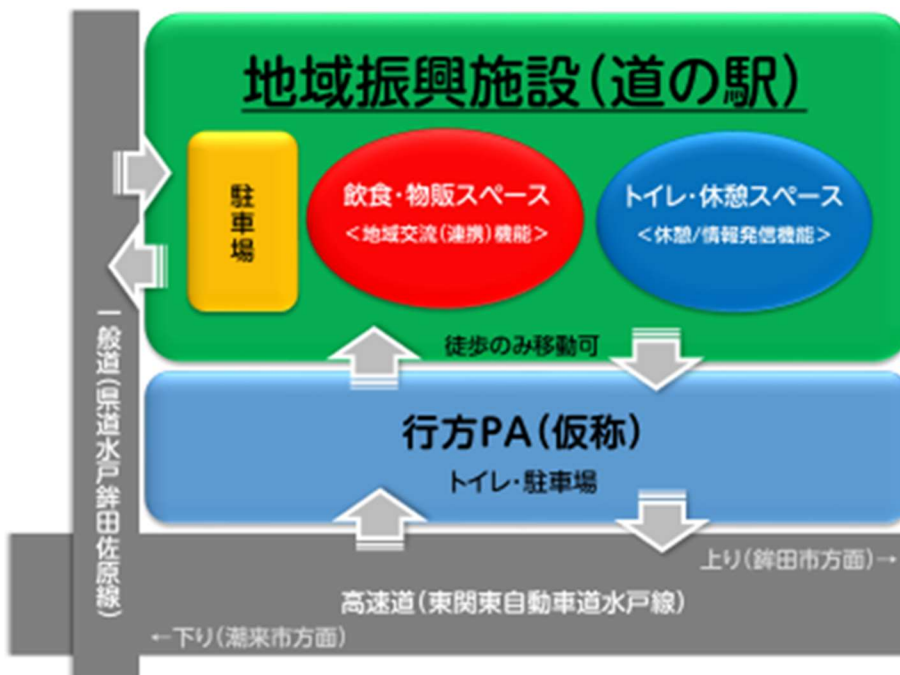 地域振興施設(道の駅)
駐車場
飲食・物販スペース
<地域交流(連携)機能>
トイレ・休憩スペース
<休憩/情報発信機能>
徒歩のみ移動可
行方PA(仮称)
トイレ・駐車場
一般道(県道水戸鉾田佐原線)
上り(鉾田市方面)→
高速道(東関東自動車道水戸線)
←下り(潮来市方面)